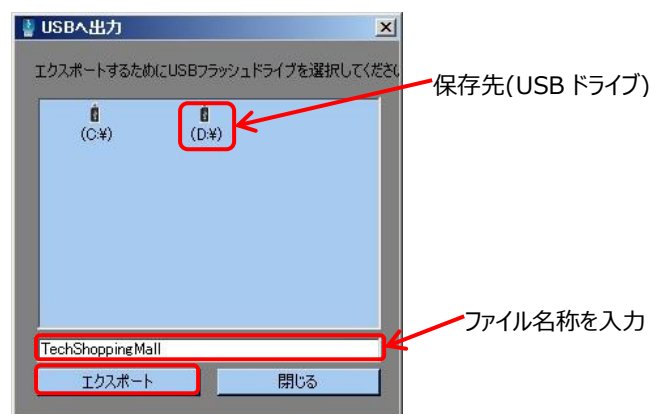 USBへ出力
エクスポートするためにUSBフラッシュドライブを選択してくださ
保存先(USB ドライブ)
(C:¥)
(D:¥)
ファイル名称を入力
TechShoppingMall
エクスポート
閉じる